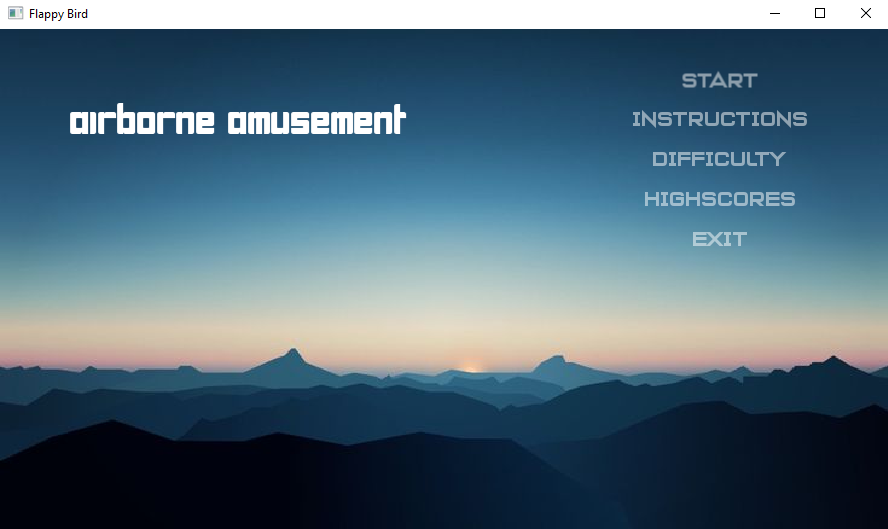 Flappy Bird
airborne amusement
START
INSTRUCTIONS
DIFFICULTY
HIGHSCORES
EXIT